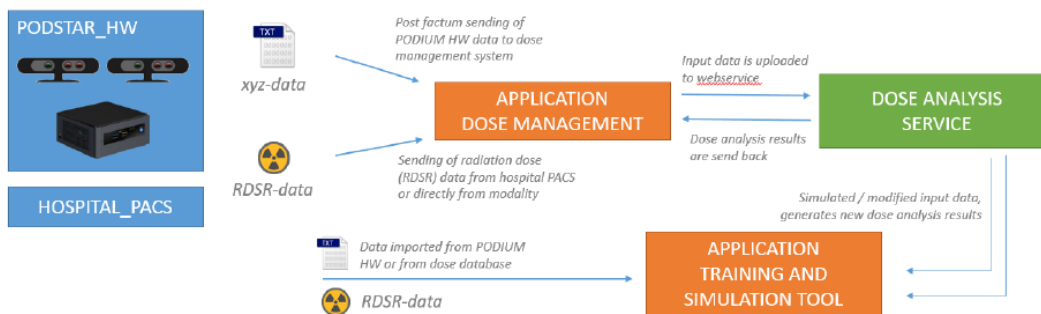 PODSTAR_HW
TXT
xyz-data
RDSR-data
HOSPITAL_PACS
Post factum sending of
PODIUM HW data to dose
management system
APPLICATION
DOSE MANAGEMENT
Sending of radiation dose
(RDSR) data from hospital PACS
or directly from modality
Input data is uploaded
to webservice
Dose analysis results
are send back
DOSE ANALYSIS
SERVICE
Simulated / modified input data,
generates new dose analysis results
TXT
Data imported from PODIUM
HW or from dose database
RDSR-data
APPLICATION
TRAINING AND
SIMULATION TOOL